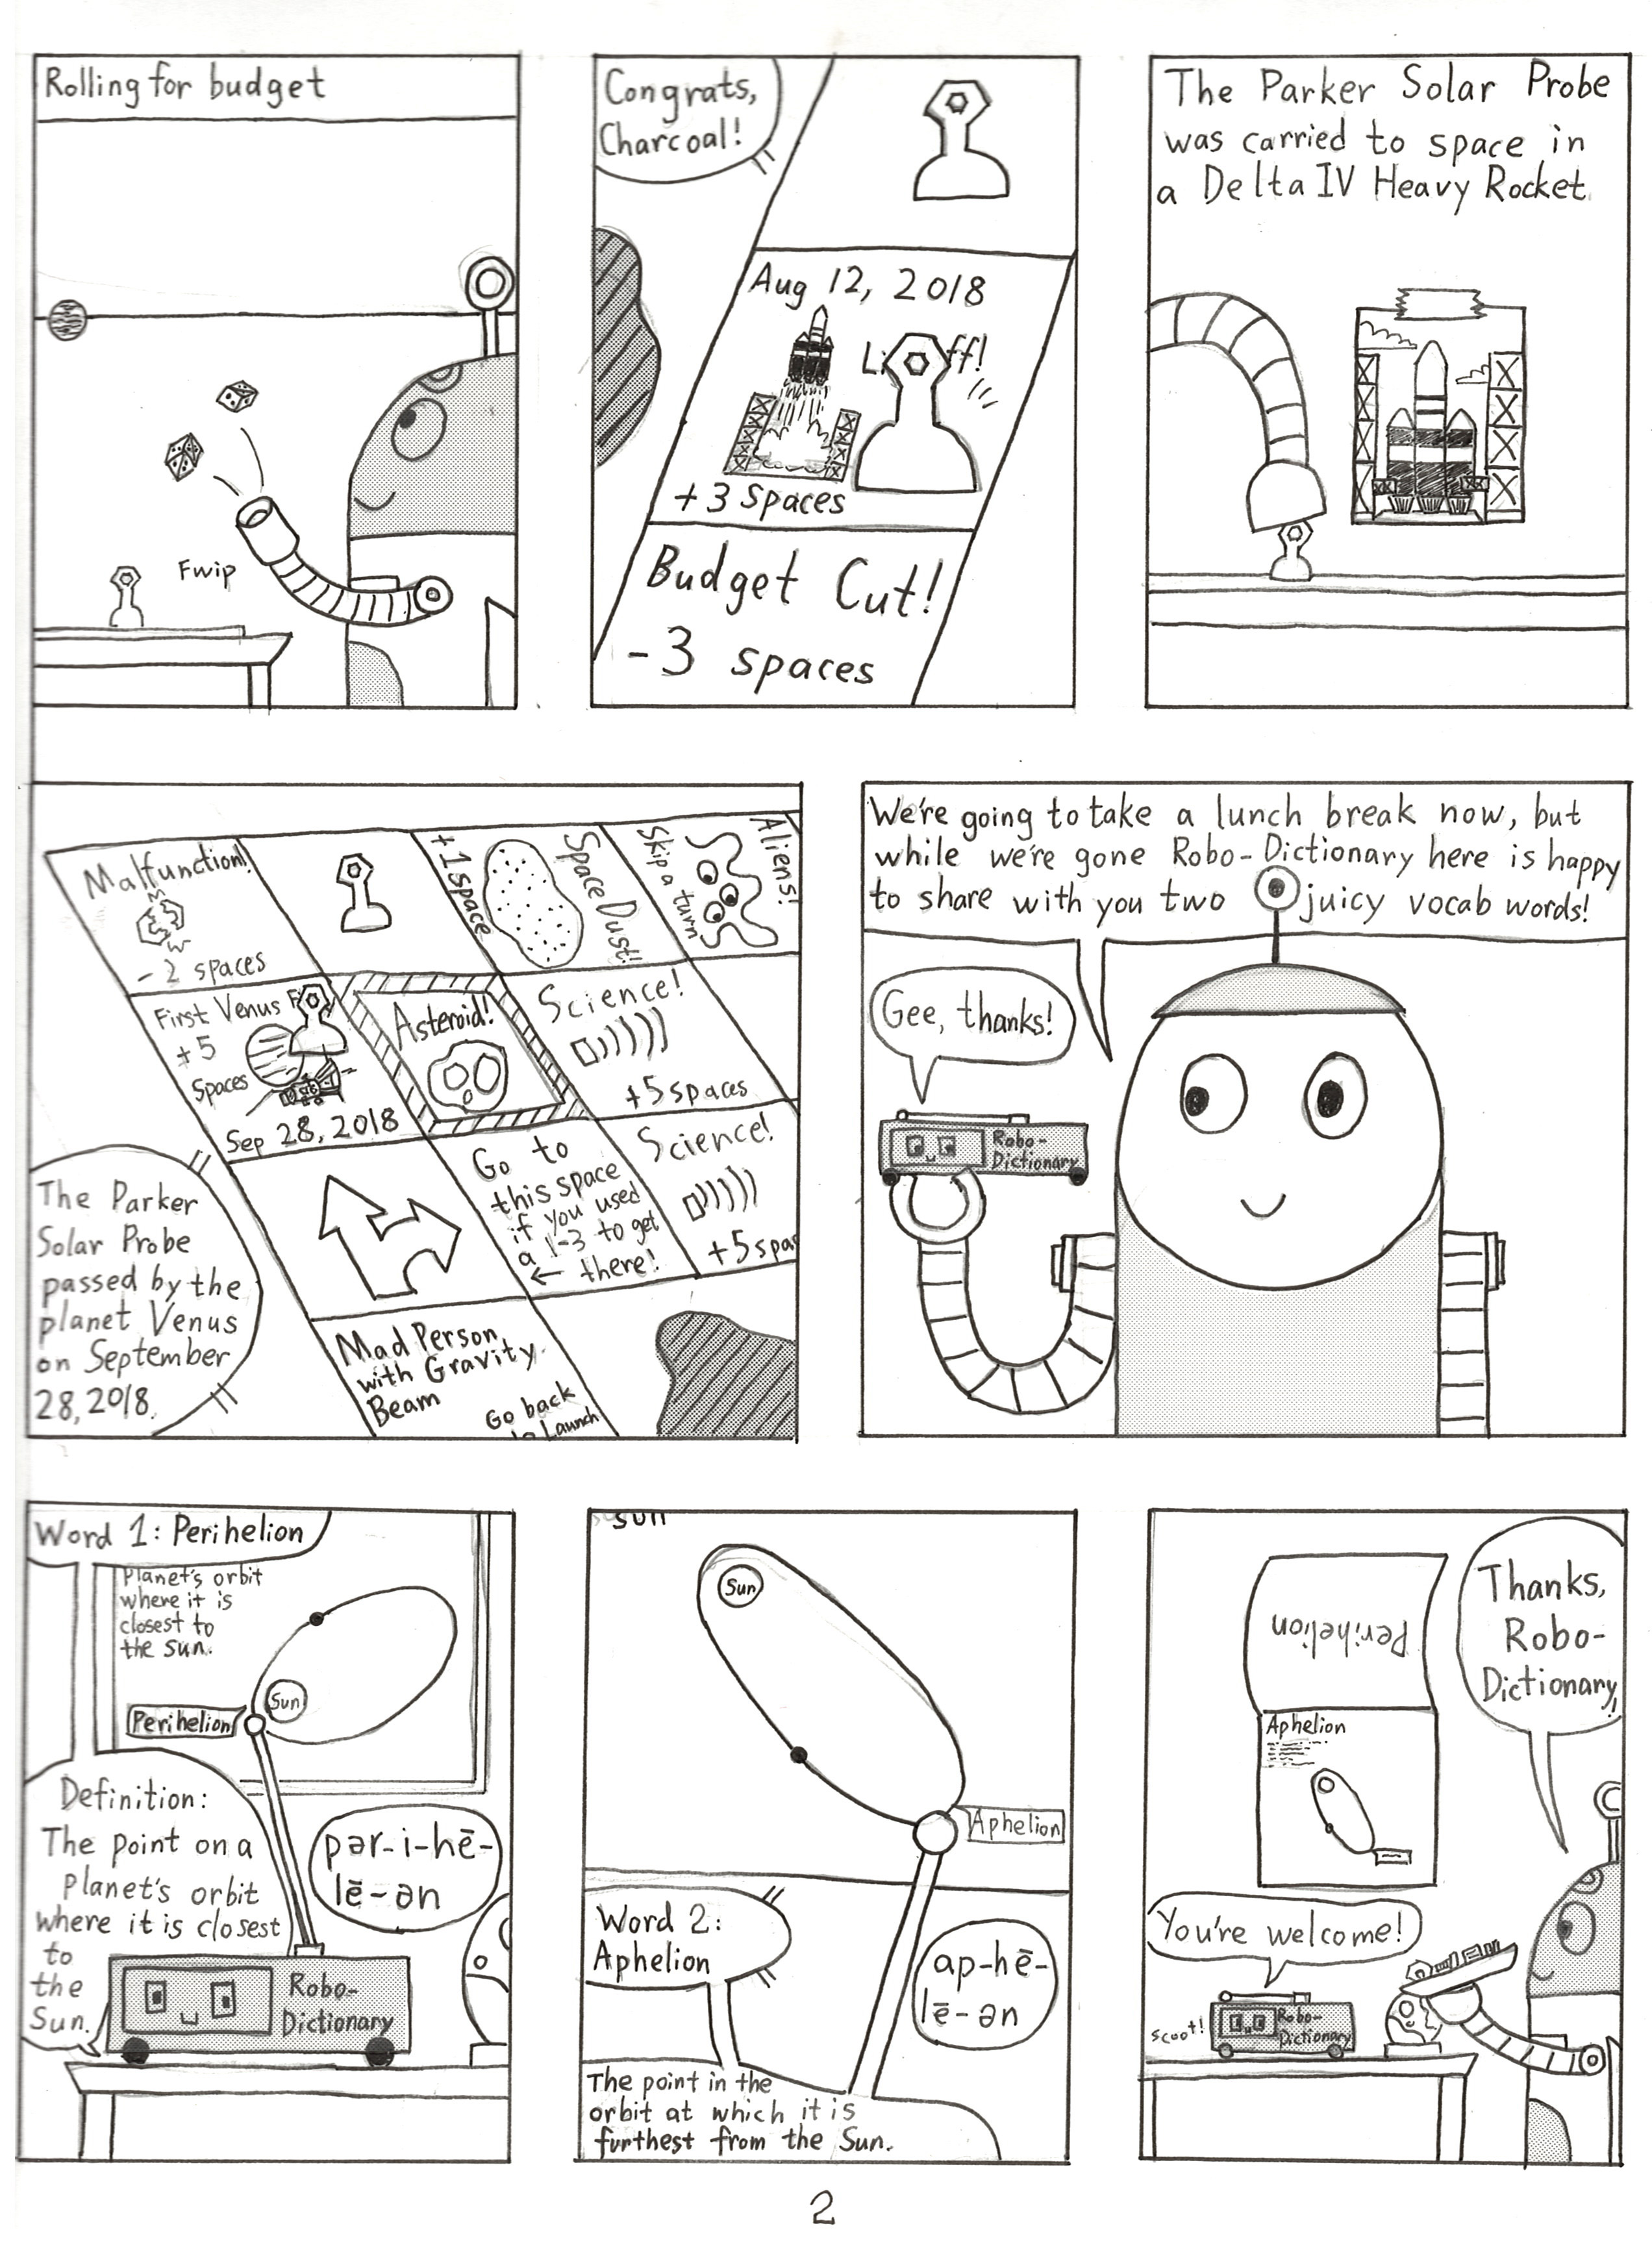 Rolling for budget
Fwip
Congrats,
Charcoal!
Aug 12, 2018
+3 spaces
Budget Cut!
-3 spaces
The Parker Solar Probe
was carried to space in
a Delta IV Heavy Rocket.
Malfunction!
-2 spaces
+1 space
Space Dust!
Skip a turn
Aliens!
First Venus
+5
Spaces
Sep 28, 2018
Asteroid!
Science!
+5 spaces
Go to
this space
if you used
a 1-3 to get
← there!
Science!
+5 spa
Mad Person
with Gravity
Beam
Go back
to Launch
The Parker
Solar Probe
passed by the
planet Venus
on September
28, 2018.
We're going to take a lunch break now, but
while we're gone Robo-Dictionary here is happy
to share with you two juicy vocab words!
Gee, thanks!
Robo-
Dictionary
Word 1: Perihelion
Planet's orbit
where it is
closest to
the sun.
Sun
Perihelion
Definition:
The point on a
Planet's orbit
where it is closest
to
the
Sun.
pər-i-hē-
lē-ən
Robo-
Dictionary
sun
Sun
Aphelion
Word 2:
Aphelion
ap-hē-
lē-ən
The point in the
orbit at which it is
furthest from the Sun.
Perihelion
Aphelion
Thanks,
Robo-
Dictionary!
You're welcome!
scoot!
Robo-
Dictionary
2